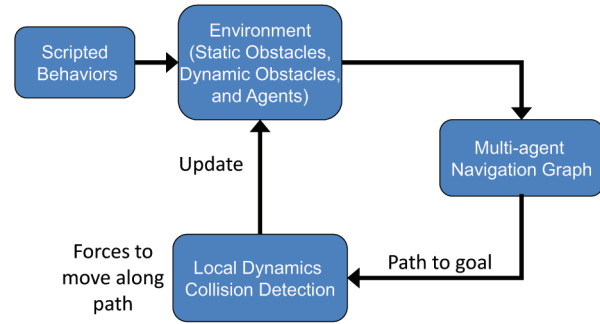 Scripted
Behaviors
Environment
(Static Obstacles,
Dynamic Obstacles,
and Agents)
Multi-agent
Navigation Graph
Update
Path to goal
Forces to
move along
path
Local Dynamics
Collision Detection